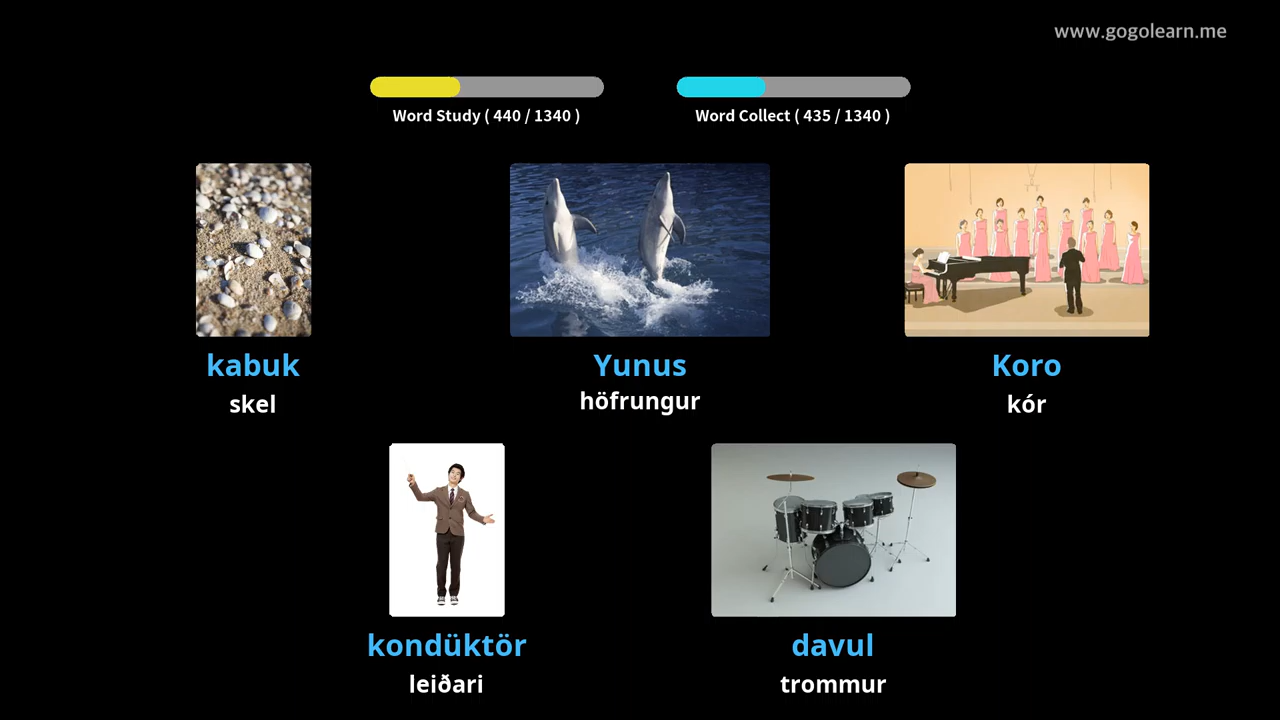 www.gogolearn.me
Word Study ( 440 / 1340 )
Word Collect ( 435 / 1340 )
kabuk
skel
Yunus
höfrungur
Koro
kór
kondüktör
leiðari
davul
trommur